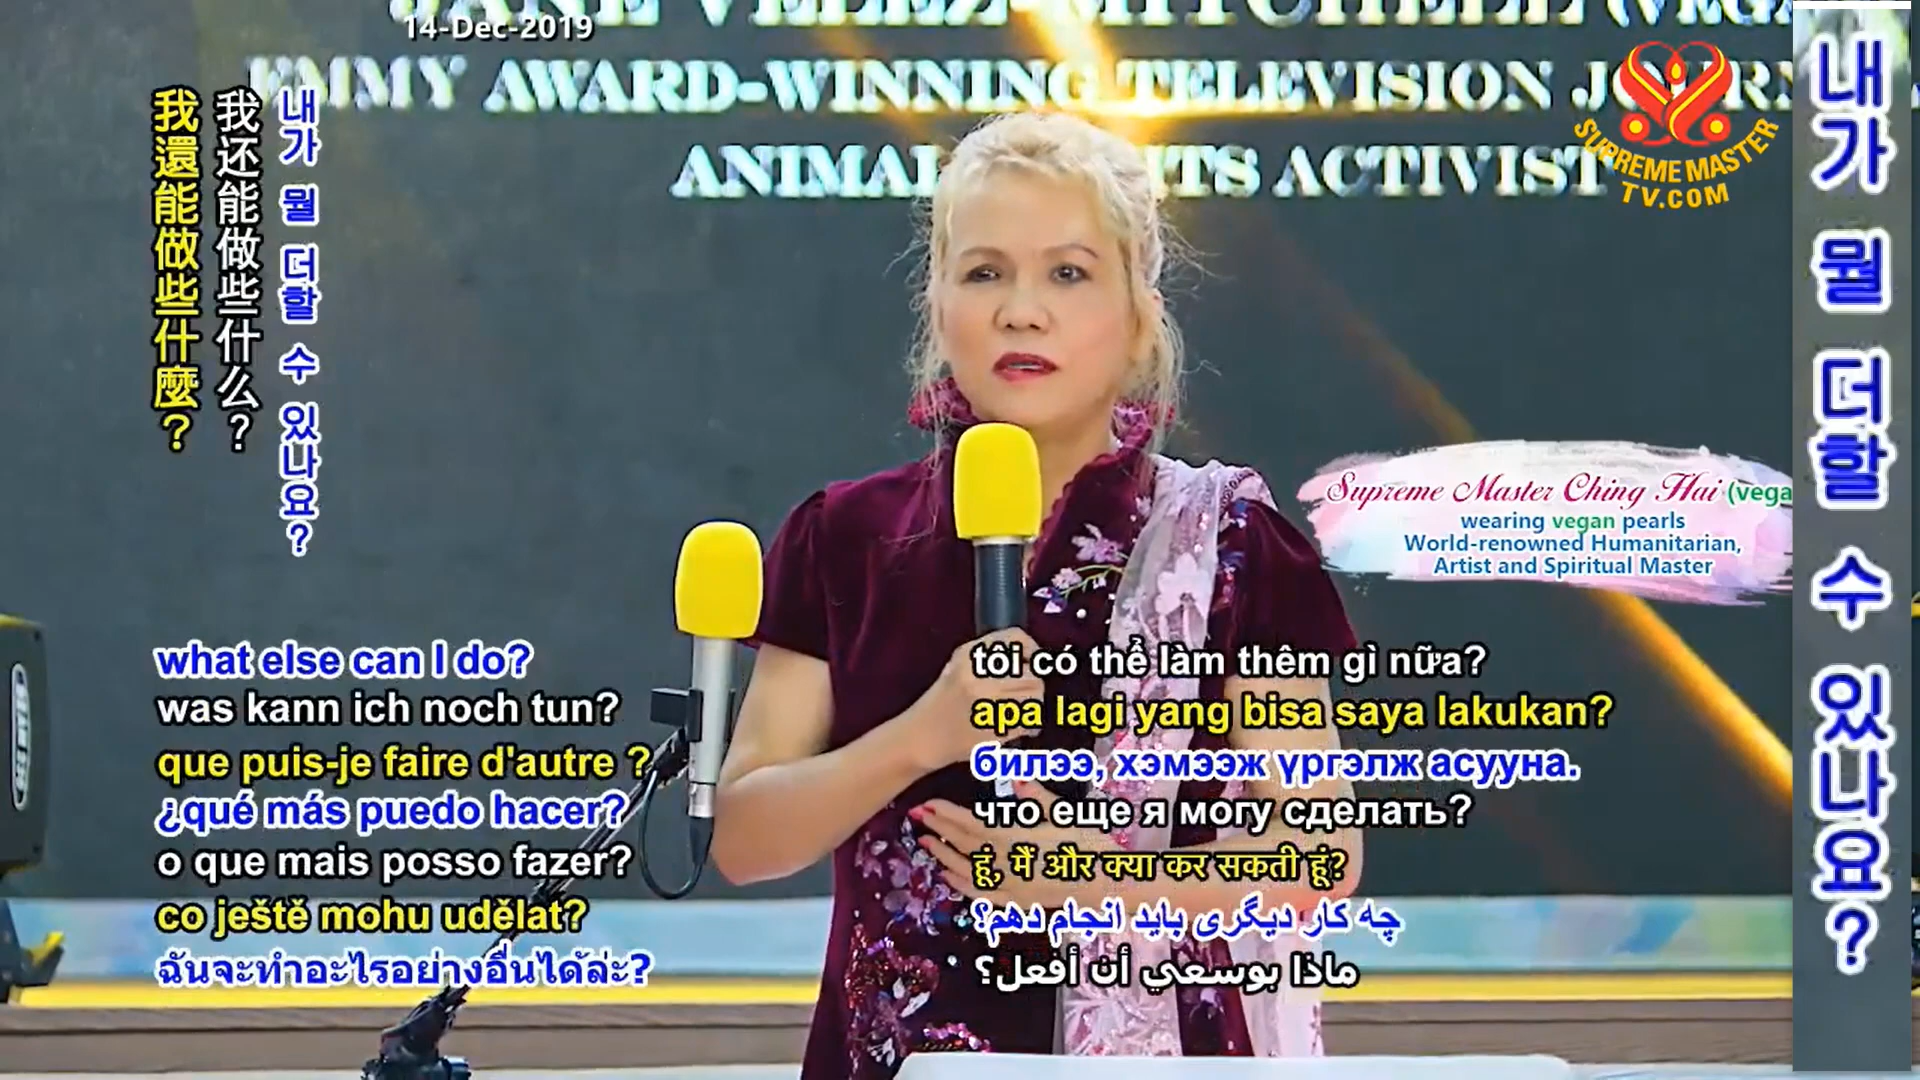 JANE VELEZ-MITCHELL (VEGA
14-Dec-2019
EMMY AWARD-WINNING TELEVISION JOURN
ANIMAL ITS ACTIVIST
SUPREME MASTER
TV.COM
我還能做些什麼？
我还能做些什么？
내가 뭘 더할 수 있나요?
내가 뭘 더할 수 있나요?
Supreme Master Ching Hai (vega
wearing vegan pearls
World-renowned Humanitarian,
Artist and Spiritual Master
what else can I do?
was kann ich noch tun?
que puis-je faire d'autre ?
¿qué más puedo hacer?
o que mais posso fazer?
co ještě mohu udělat?
ฉันจะทำอะไรอย่างอื่นได้ล่ะ?
tôi có thể làm thêm gì nữa?
apa lagi yang bisa saya lakukan?
билээ, хэмээж үргэлж асууна.
что еще я могу сделать?
हूं, मैं और क्या कर सकती हूं?
چه کار دیگری باید انجام دهم؟
ماذا بوسعي أن أفعل؟